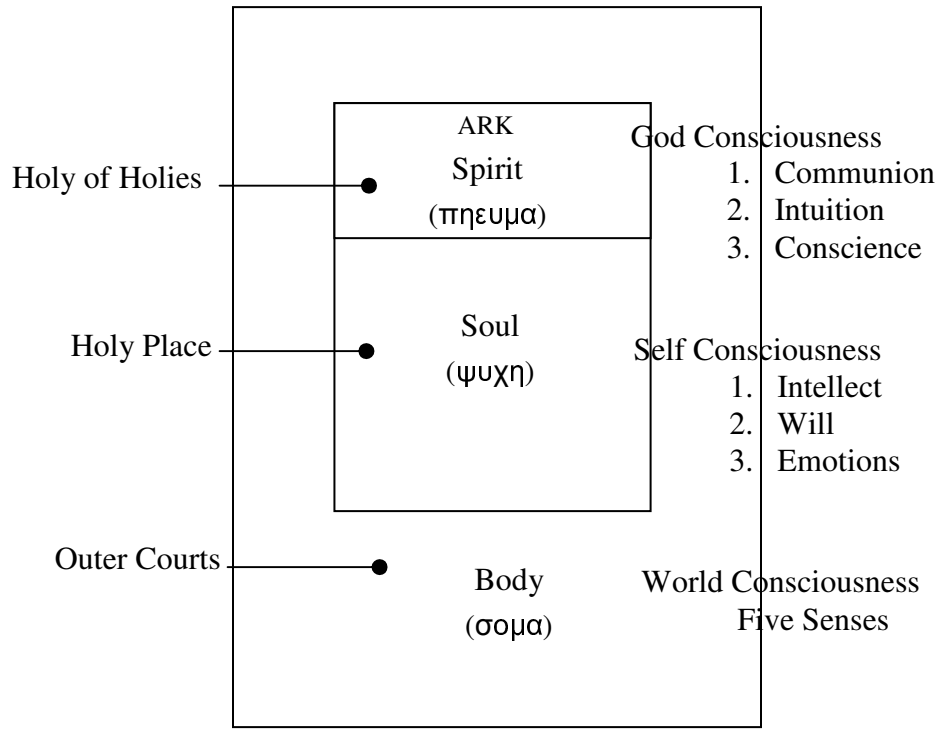 ARK
God Consciousness
Holy of Holies
Spirit
1. Communion
(πηευμα)
2. Intuition
3. Conscience
Holy Place
Soul
Self Consciousness
(ψυχη)
1. Intellect
2. Will
3. Emotions
Outer Courts
Body
World Consciousness
(σομα)
Five Senses